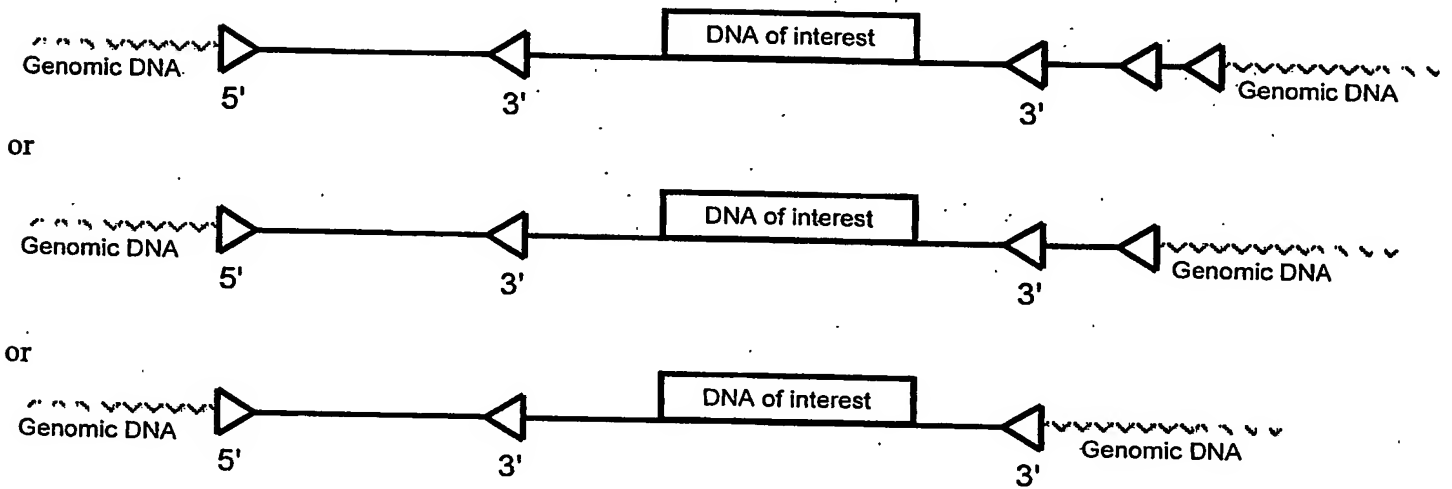 DNA of interest
Genomic DNA
Genomic DNA
5'
3'
3'
or
DNA of interest
Genomic DNA
Genomic DNA
5'
3'
3'
or
DNA of interest
Genomic DNA
Genomic DNA
5'
3'
3'